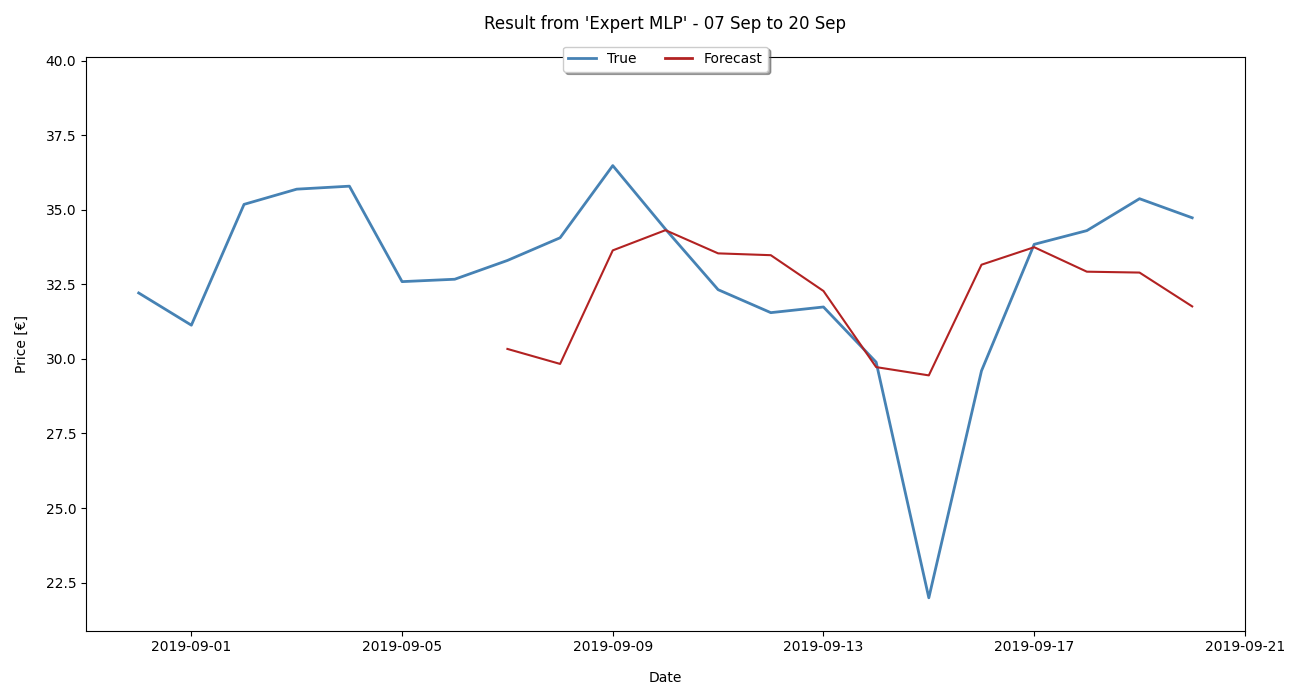 Result from 'Expert MLP' - 07 Sep to 20 Sep
True Forecast
40.0
37.5
35.0
32.5
30.0
27.5
25.0
22.5
Price [€]
2019-09-01 2019-09-05 2019-09-09 2019-09-13 2019-09-17 2019-09-21
Date